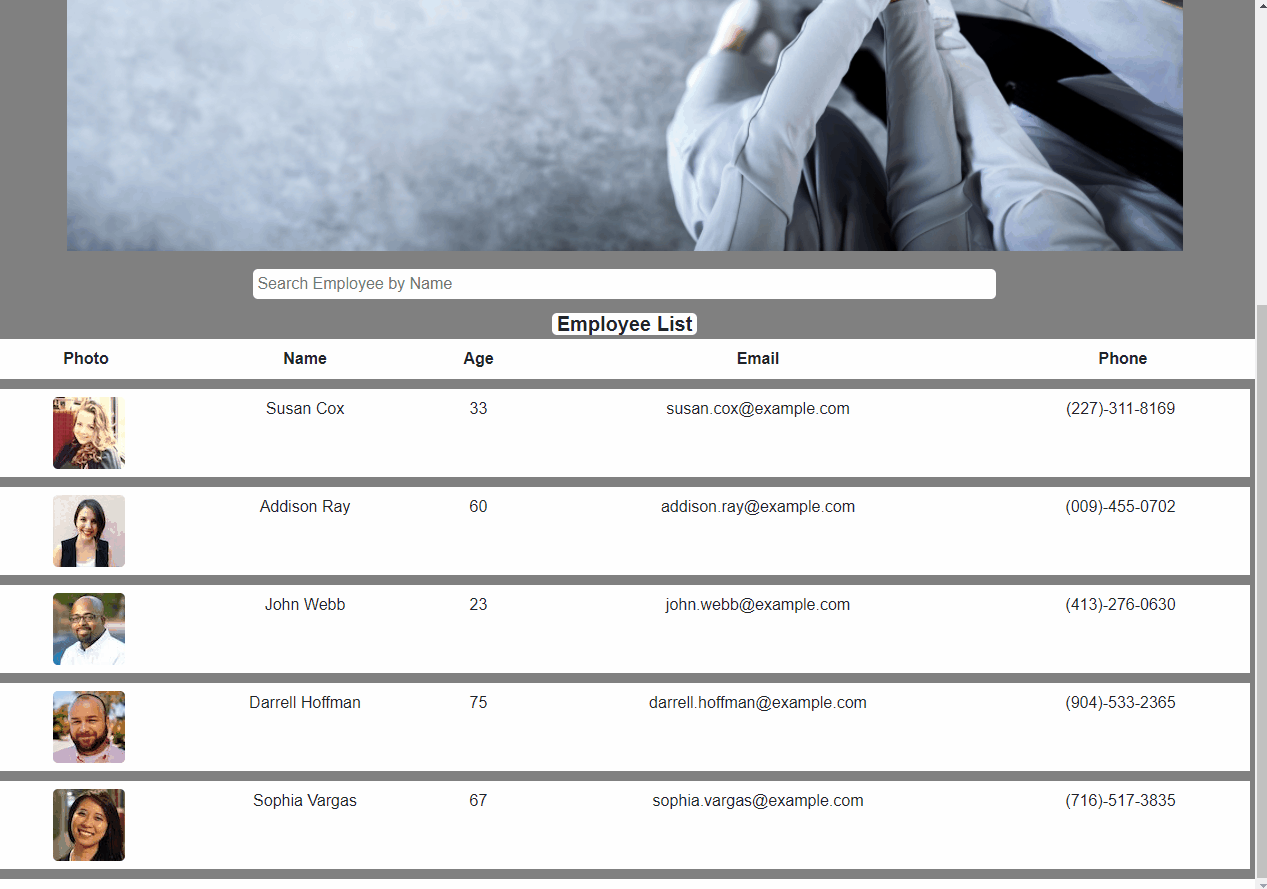 Search Employee by Name
Employee List
Photo Name Age Email Phone
Susan Cox 33 susan.cox@example.com (227)-311-8169
Addison Ray 60 addison.ray@example.com (009)-455-0702
John Webb 23 john.webb@example.com (413)-276-0630
Darrell Hoffman 75 darrell.hoffman@example.com (904)-533-2365
Sophia Vargas 67 sophia.vargas@example.com (716)-517-3835